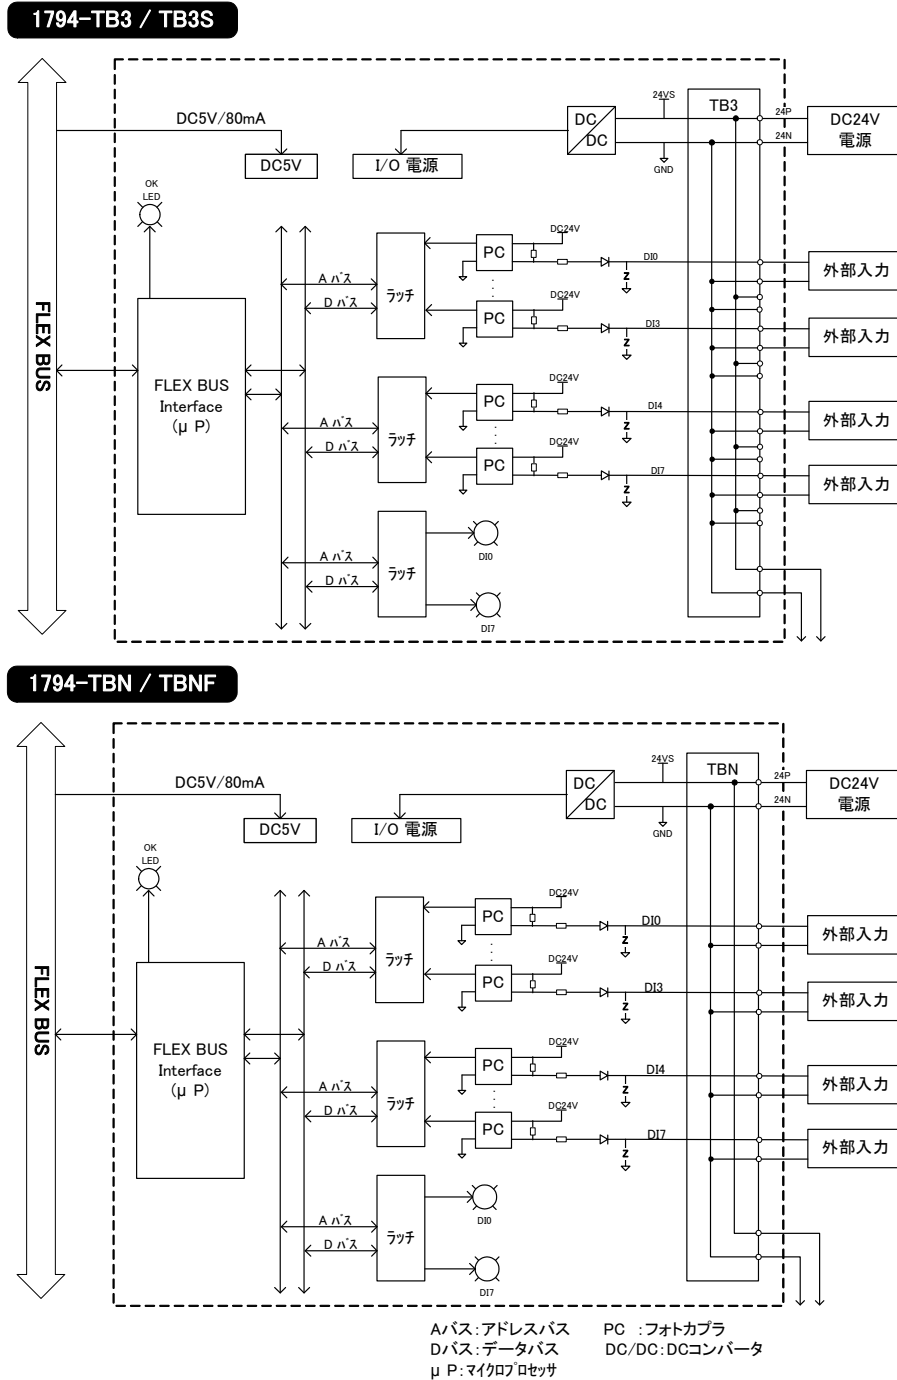 1794-TB3 / TB3S
DC5V/80mA
DC5V
I/O 電源
DC
DC
24VS
GND
TB3
24P
24N
DC24V
電源
OK
LED
FLEX BUS
FLEX BUS
Interface
(μ P)
A バス
D バス
ラッチ
PC
DC24V
DI0
Z
外部入力
PC
DC24V
DI3
Z
外部入力
A バス
D バス
ラッチ
PC
DC24V
DI4
Z
外部入力
PC
DC24V
DI7
Z
外部入力
A バス
D バス
ラッチ
DI0
DI7
1794-TBN / TBNF
DC5V/80mA
DC5V
I/O 電源
DC
DC
24VS
GND
TBN
24P
24N
DC24V
電源
OK
LED
FLEX BUS
FLEX BUS
Interface
(μ P)
A バス
D バス
ラッチ
PC
DC24V
DI0
Z
外部入力
PC
DC24V
DI3
Z
外部入力
A バス
D バス
ラッチ
PC
DC24V
DI4
Z
外部入力
PC
DC24V
DI7
Z
外部入力
A バス
D バス
ラッチ
DI0
DI7
Aバス：アドレスバス PC ：フォトカプラ
Dバス：データバス DC/DC：DCコンバータ
μ P：マイクロプロセッサ